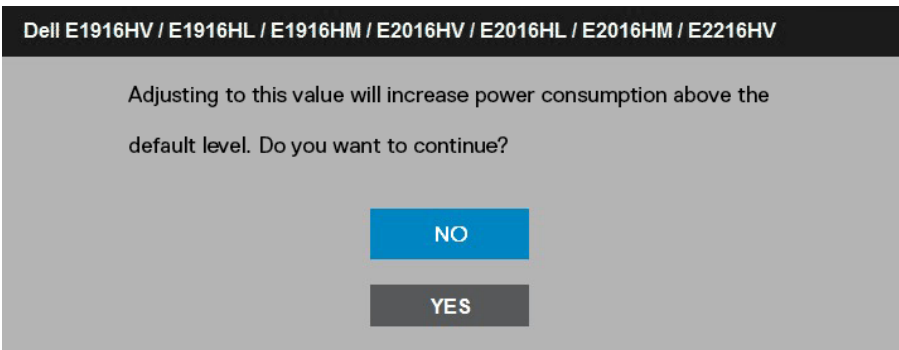 Dell E1916HV / E1916HL / E1916HM / E2016HV / E2016HL / E2016HM / E2216HV
Adjusting to this value will increase power consumption above the
default level. Do you want to continue?
NO
YES